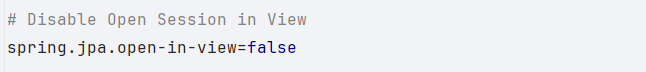 # Disable Open Session in View
spring.jpa.open-in-view=false